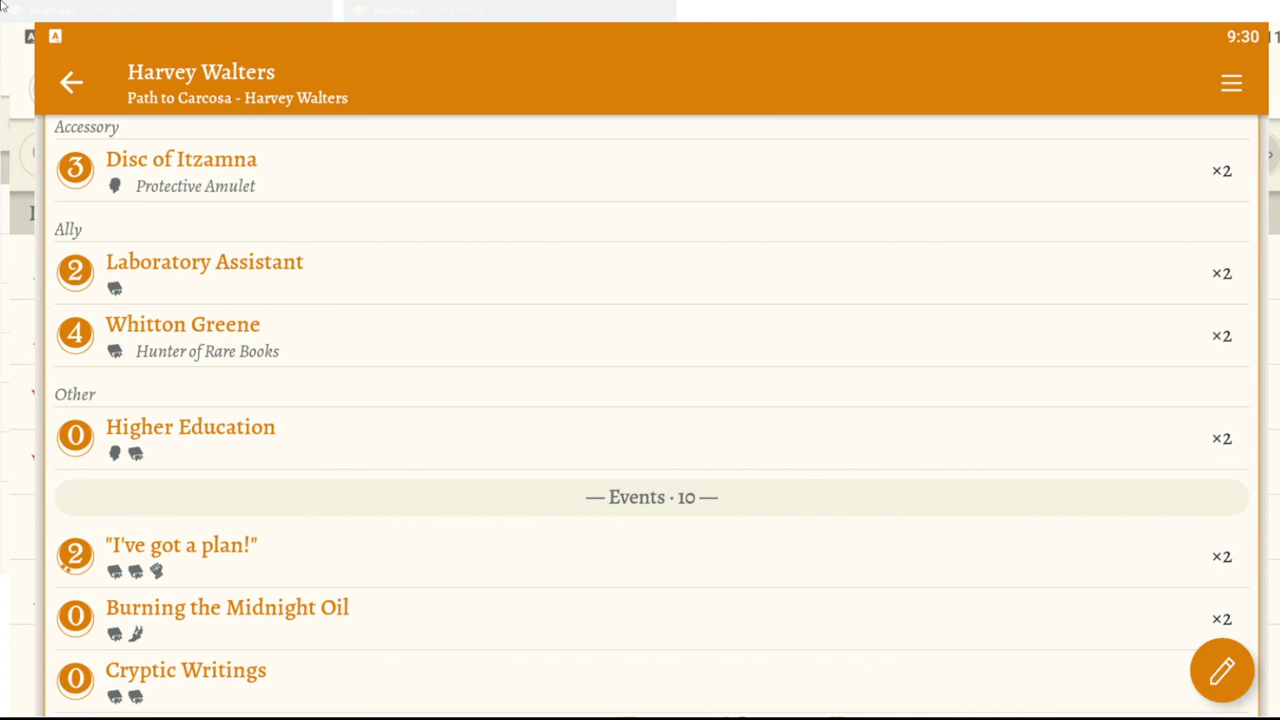 9:30
Harvey Walters
Path to Carcosa - Harvey Walters
Accessory
3 Disc of Itzamna ×2
Protective Amulet
Ally
2 Laboratory Assistant ×2
4 Whitton Greene ×2
Hunter of Rare Books
Other
0 Higher Education ×2
— Events · 10 —
2 "I've got a plan!" ×2
0 Burning the Midnight Oil ×2
0 Cryptic Writings